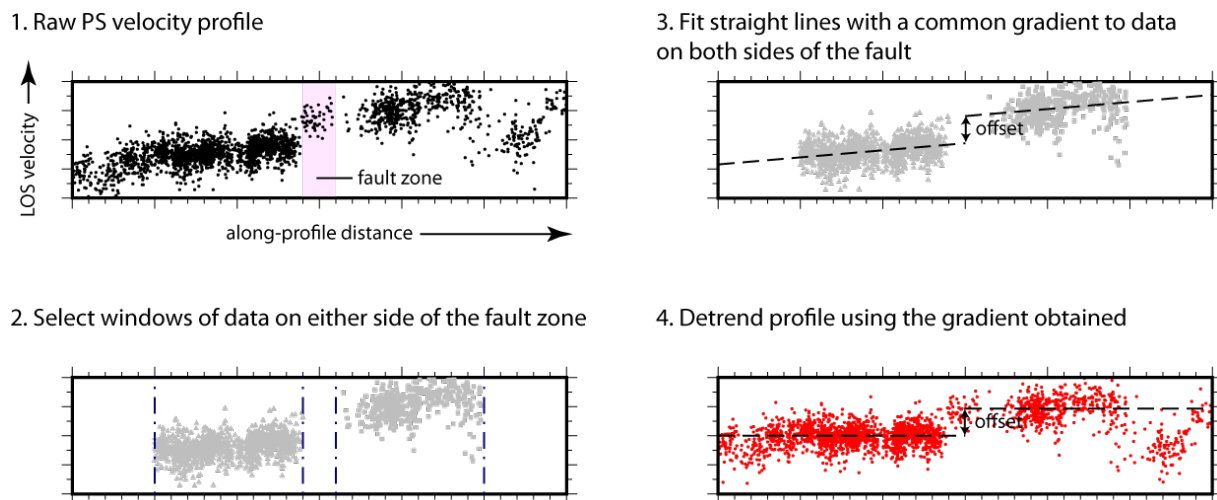 1. Raw PS velocity profile
LOS velocity
fault zone
along-profile distance
2. Select windows of data on either side of the fault zone
3. Fit straight lines with a common gradient to data
on both sides of the fault
offset
4. Detrend profile using the gradient obtained
offset